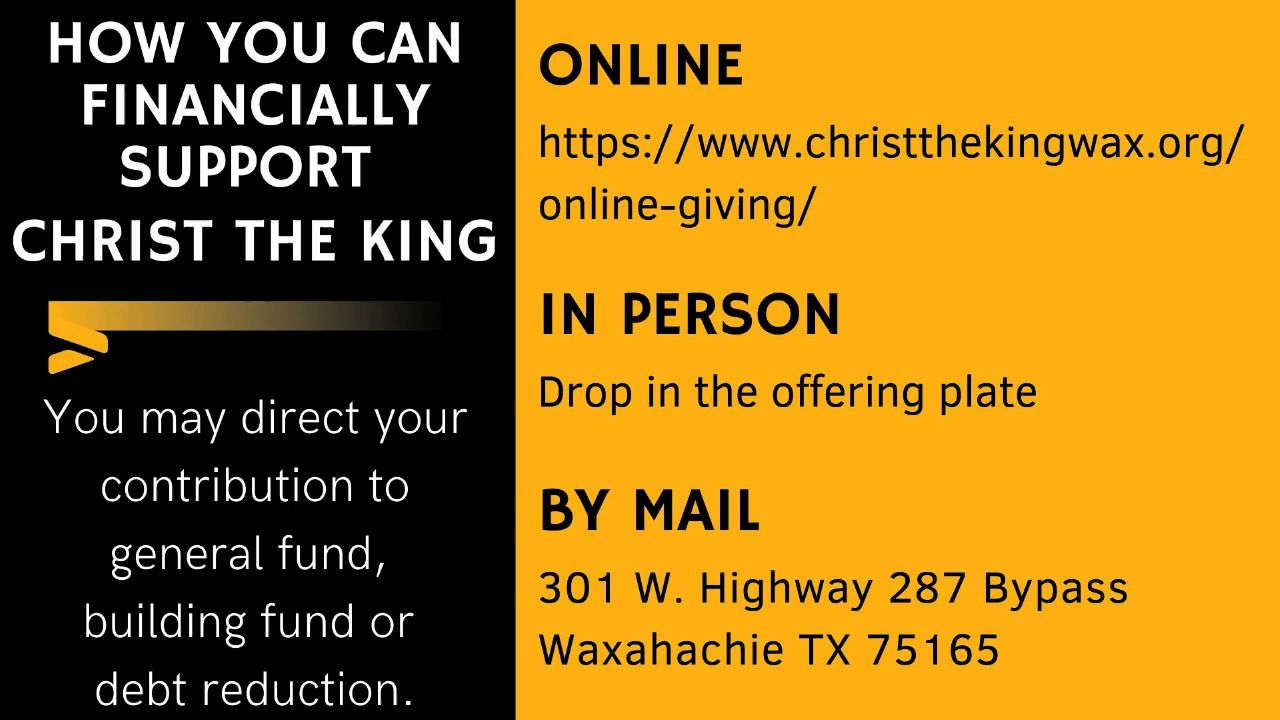 HOW YOU CAN
FINANCIALLY
SUPPORT
CHRIST THE KING
You may direct your
contribution to
general fund,
building fund or
debt reduction.
ONLINE
https://www.christthekingwax.org/
online-giving/
IN PERSON
Drop in the offering plate
BY MAIL
301 W. Highway 287 Bypass
Waxahachie TX 75165